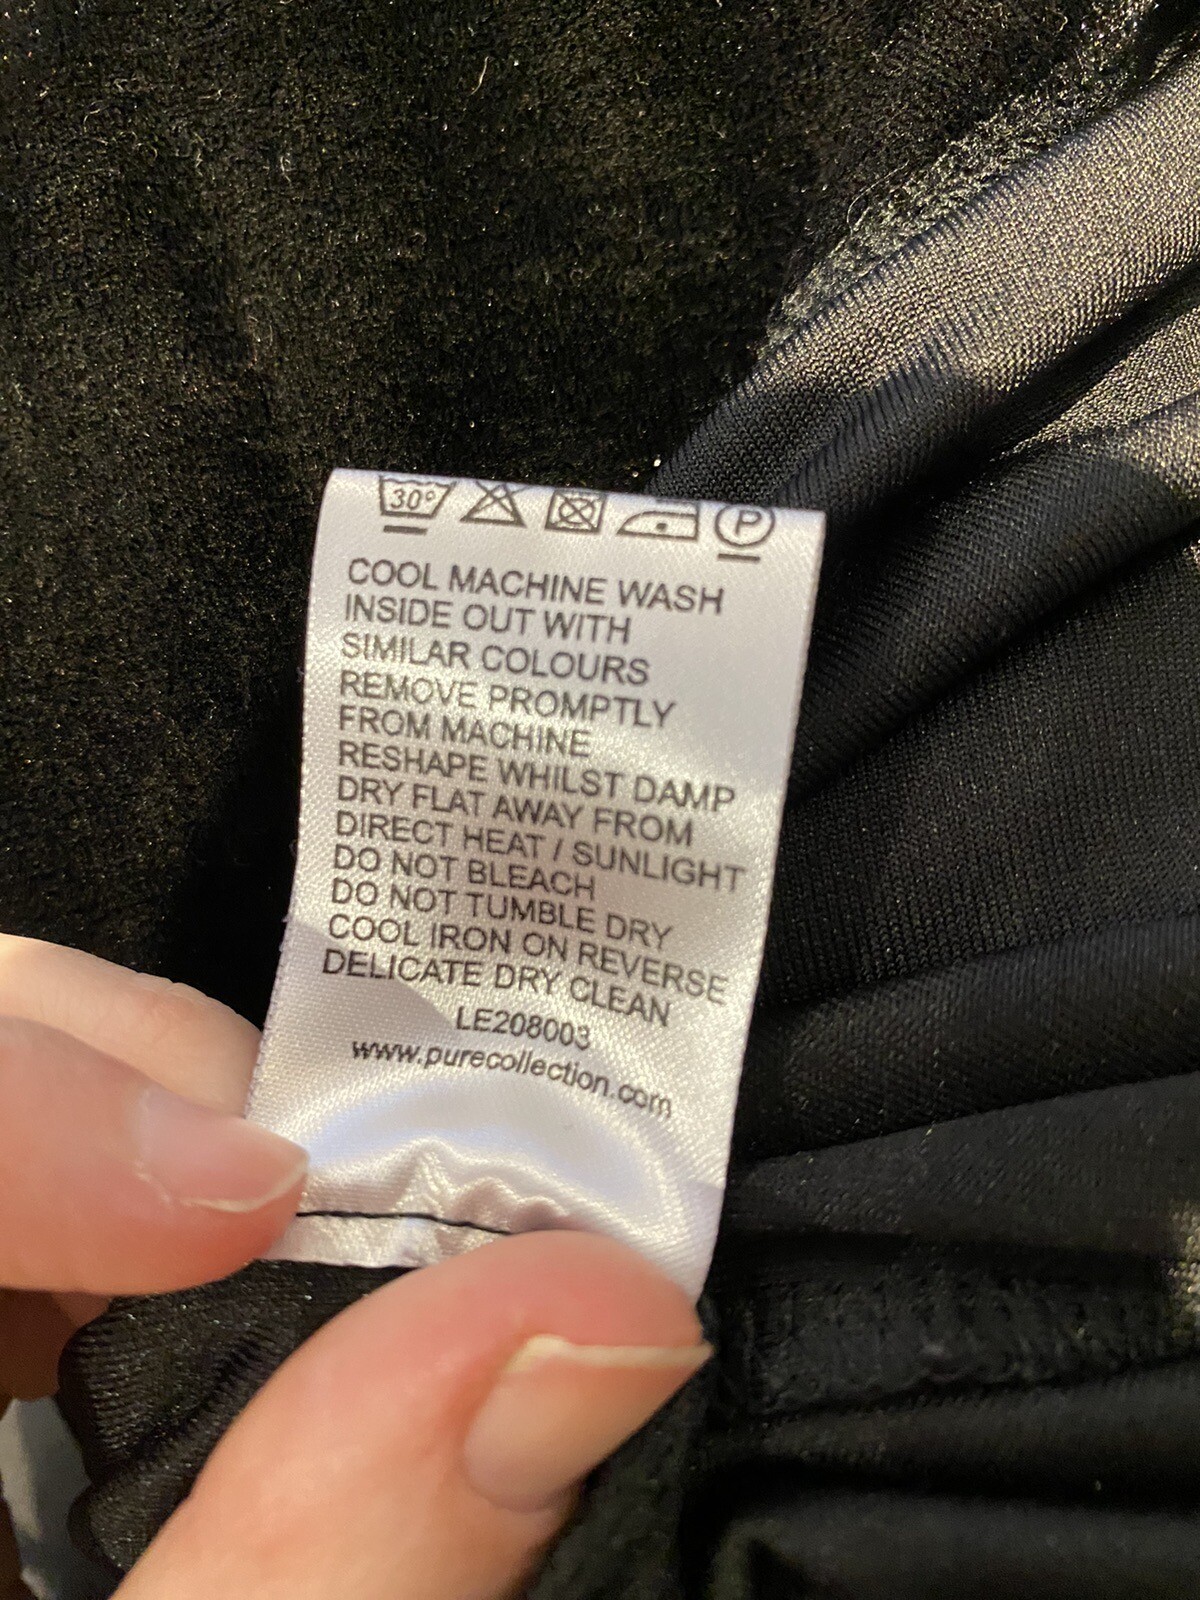 30° P
COOL MACHINE WASH
INSIDE OUT WITH
SIMILAR COLOURS
REMOVE PROMPTLY
FROM MACHINE
RESHAPE WHILST DAMP
DRY FLAT AWAY FROM
DIRECT HEAT / SUNLIGHT
DO NOT BLEACH
DO NOT TUMBLE DRY
COOL IRON ON REVERSE
DELICATE DRY CLEAN
LE208003
www.purecollection.com